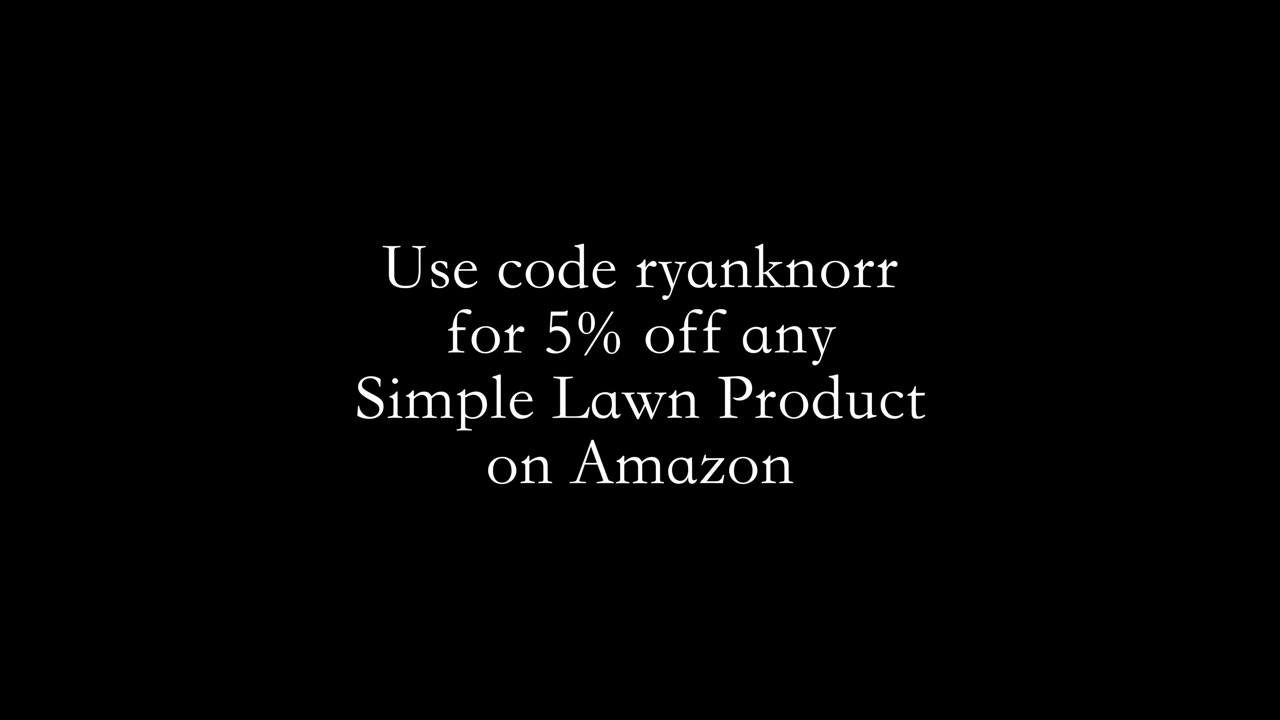 Use code ryanknorr
for 5% off any
Simple Lawn Product
on Amazon